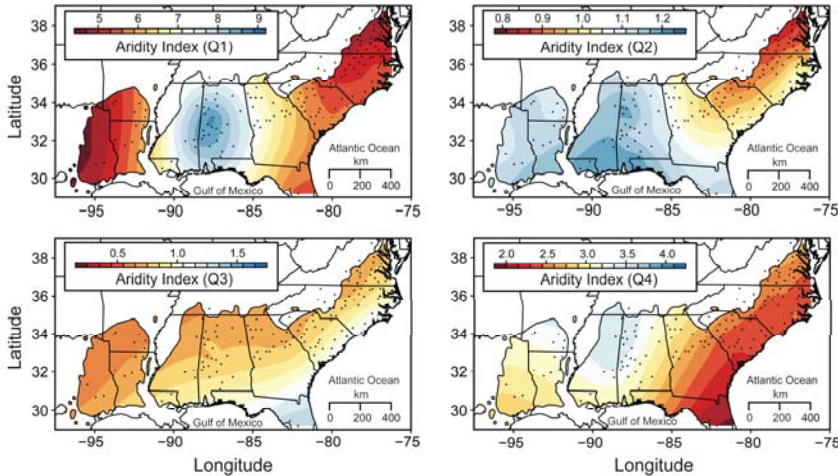 5 6 7 8 9
Aridity Index (Q1)
38
36
34
32
30
Latitude
Atlantic Ocean
km
0 200 400
Gulf of Mexico
−95 −90 −85 −80 −75
0.8 0.9 1.0 1.1 1.2
Aridity Index (Q2)
38
36
34
32
30
Atlantic Ocean
km
0 200 400
Gulf of Mexico
−95 −90 −85 −80 −75
0.5 1.0 1.5
Aridity Index (Q3)
38
36
34
32
30
Latitude
Atlantic Ocean
km
0 200 400
Gulf of Mexico
−95 −90 −85 −80 −75
Longitude
2.0 2.5 3.0 3.5 4.0
Aridity Index (Q4)
38
36
34
32
30
Atlantic Ocean
km
0 200 400
Gulf of Mexico
−95 −90 −85 −80 −75
Longitude